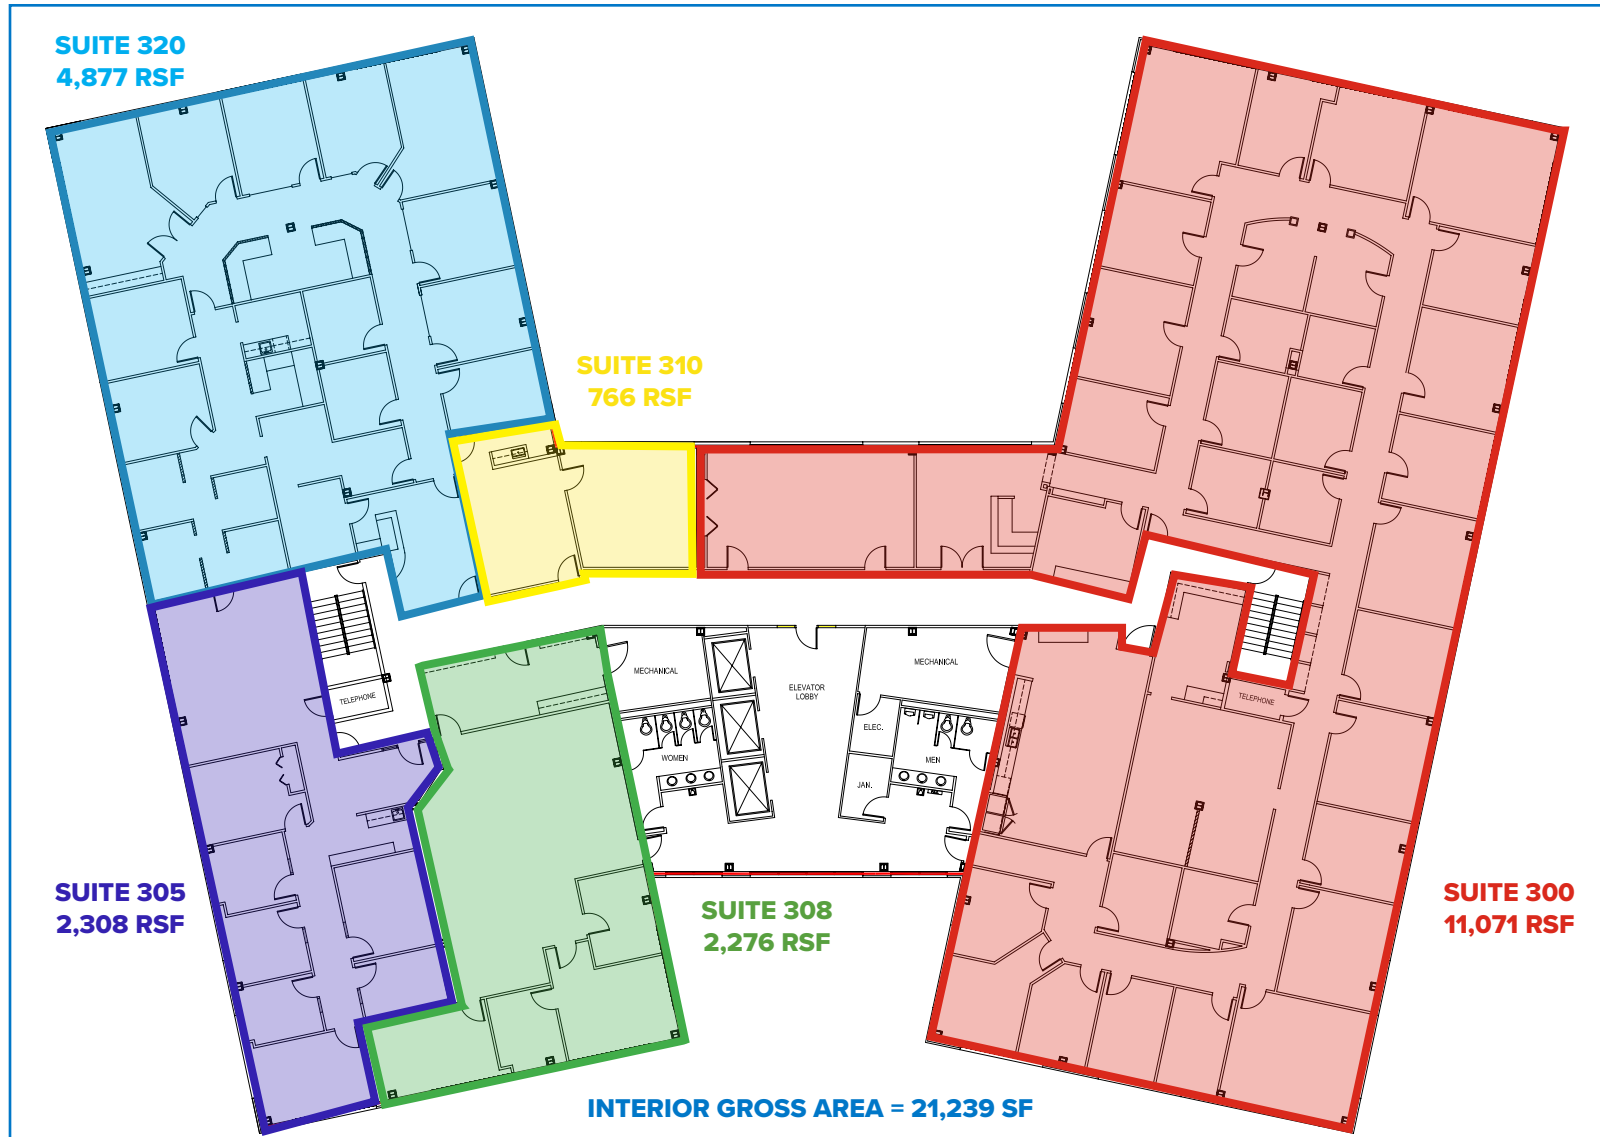 SUITE 320
4,877 RSF
SUITE 310
766 RSF
MECHANICAL
ELEVATOR
LOBBY
MECHANICAL
TELEPHONE
TELEPHONE
ELEC.
WOMEN
MEN
JAN.
SUITE 305
2,308 RSF
SUITE 308
2,276 RSF
SUITE 300
11,071 RSF
INTERIOR GROSS AREA = 21,239 SF